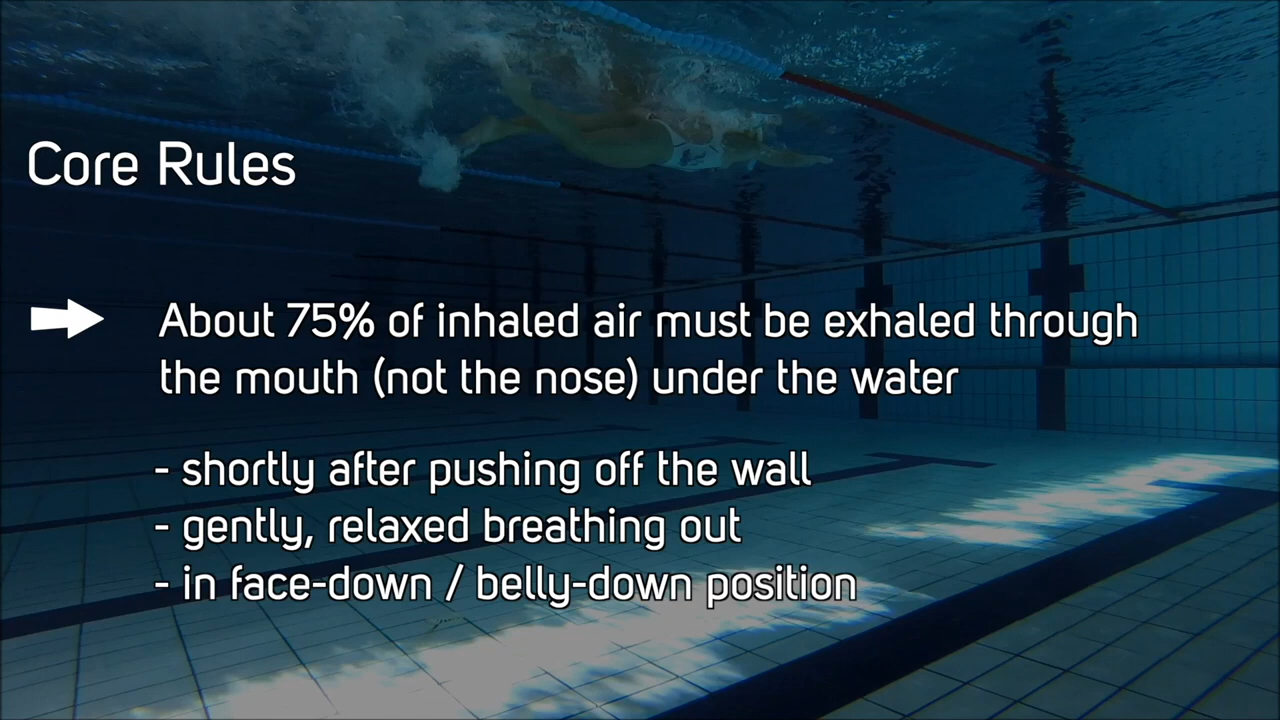 Core Rules
About 75% of inhaled air must be exhaled through
the mouth (not the nose) under the water
- shortly after pushing off the wall
- gently, relaxed breathing out
- in face-down / belly-down position